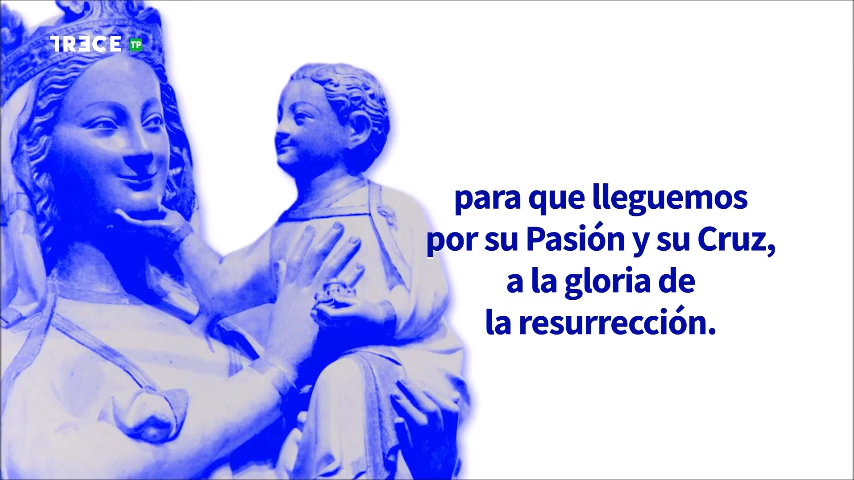 TRECE TP
para que lleguemos
por su Pasión y su Cruz,
a la gloria de
la resurrección.